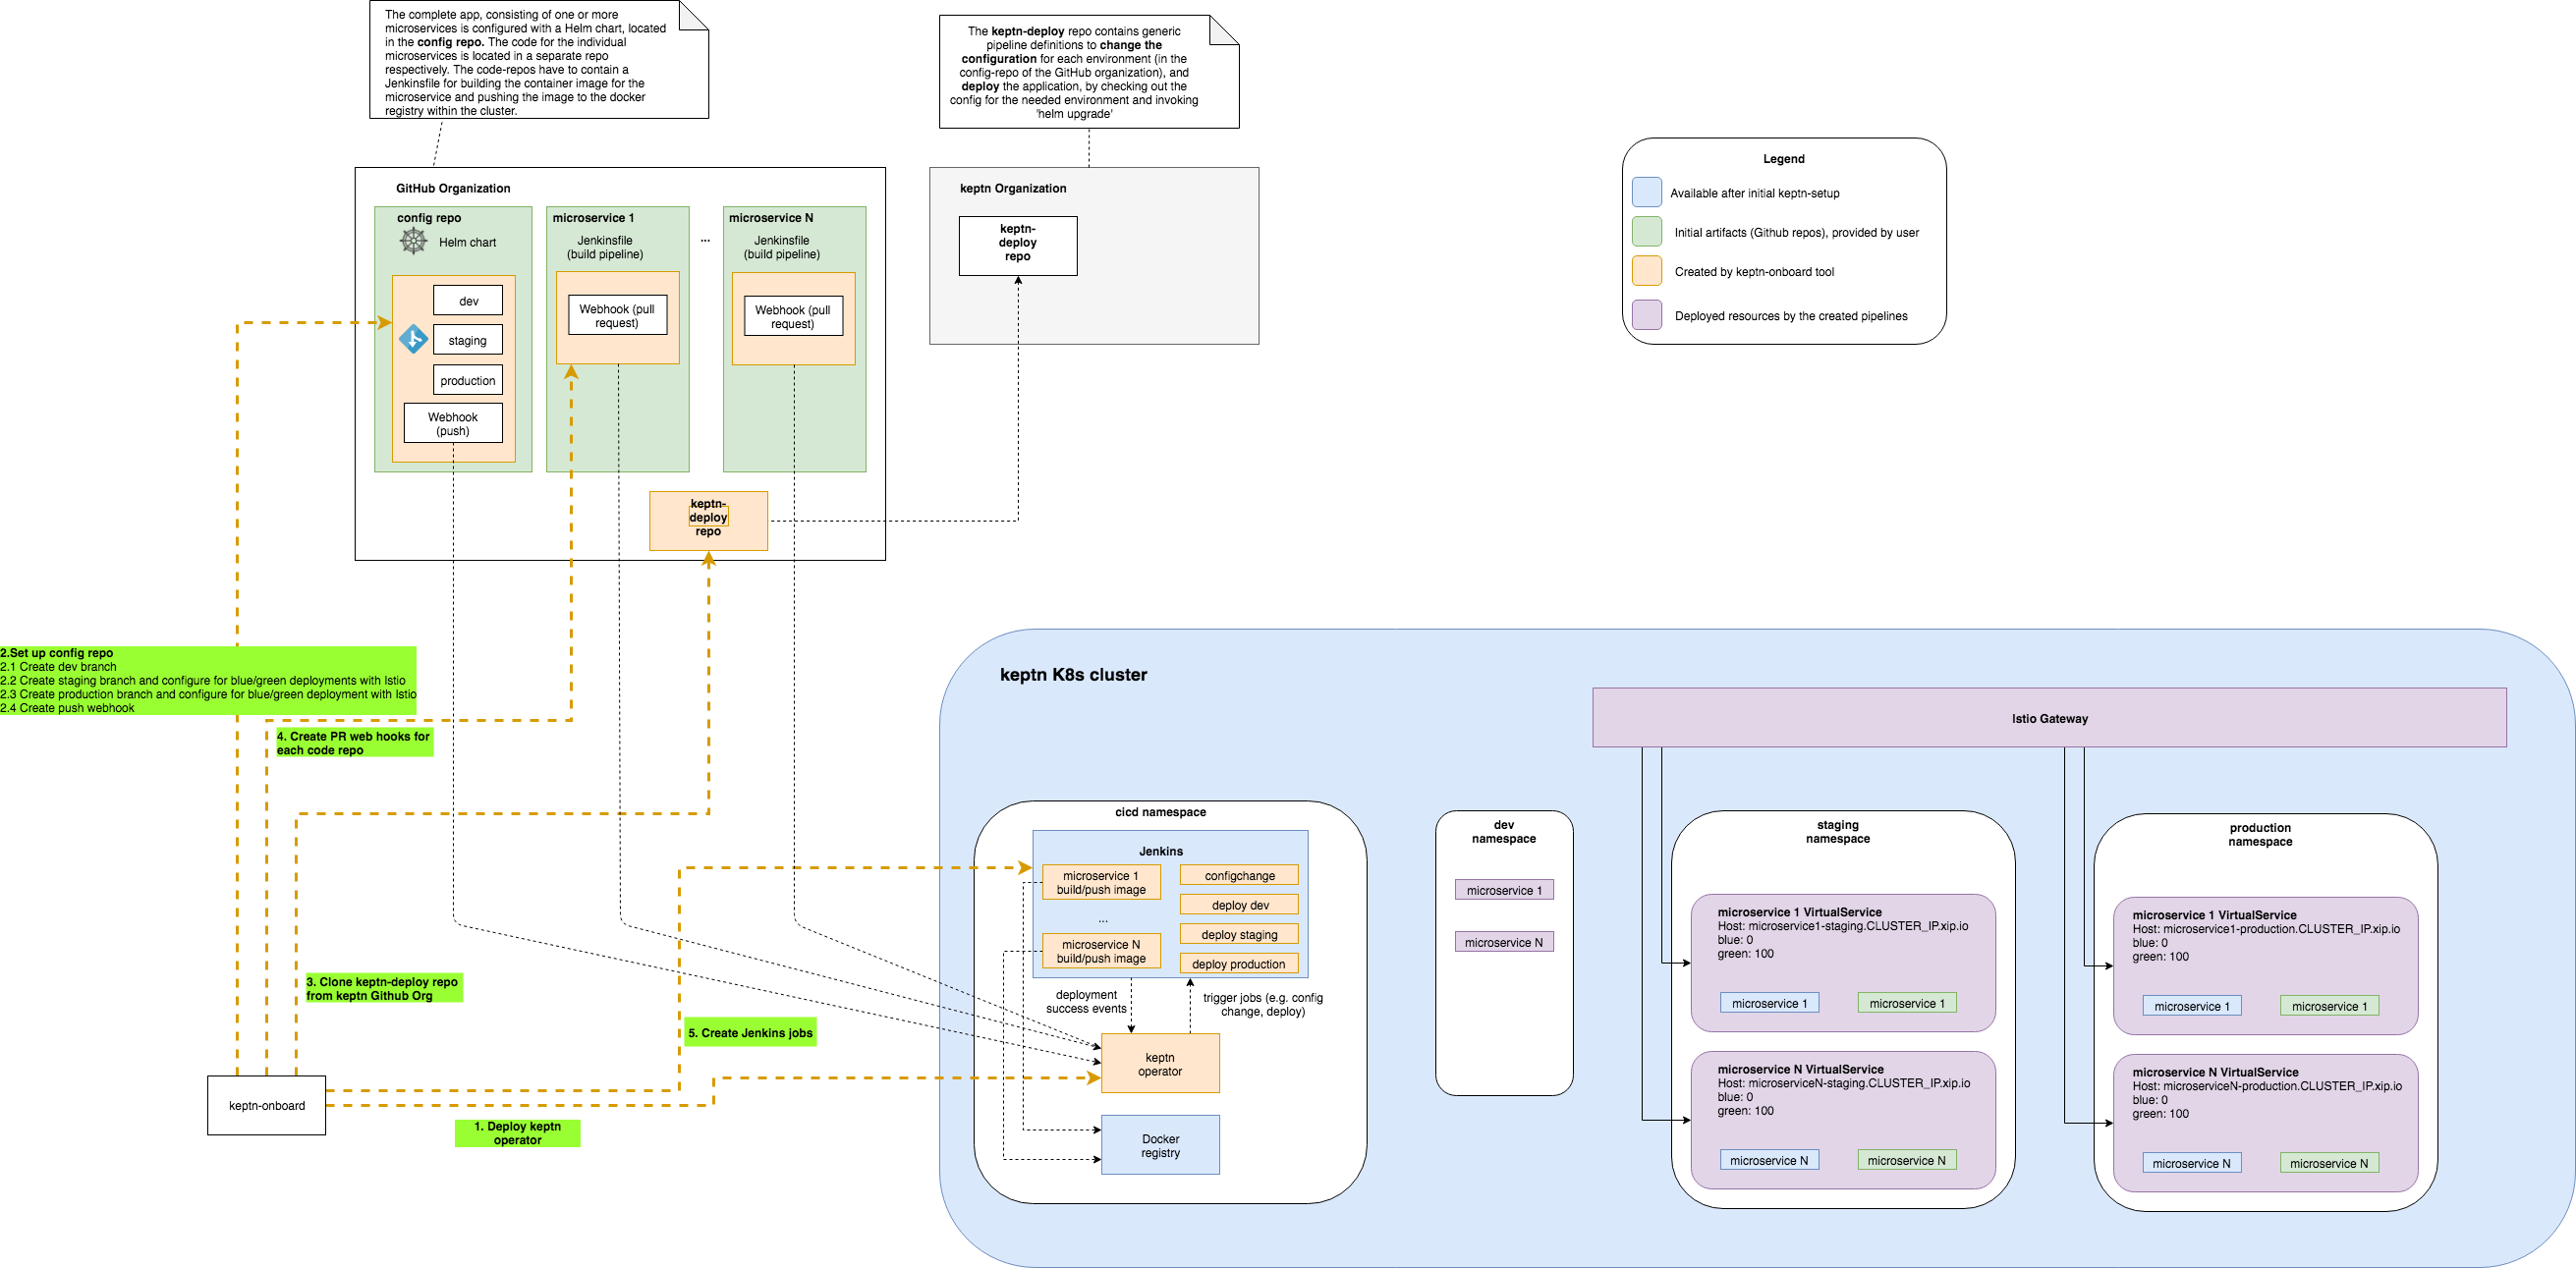 The complete app, consisting of one or more
microservices is configured with a Helm chart, located
in the config repo. The code for the individual
microservices is located in a separate repo
respectively. The code-repos have to contain a
Jenkinsfile for building the container image for the
microservice and pushing the image to the docker
registry within the cluster.
The keptn-deploy repo contains generic
pipeline definitions to change the
configuration for each environment (in the
config-repo of the GitHub organization), and
deploy the application, by checking out the
config for the needed environment and invoking
'helm upgrade'
Legend
Available after initial keptn-setup
Initial artifacts (Github repos), provided by user
Created by keptn-onboard tool
Deployed resources by the created pipelines
GitHub Organization
config repo
Helm chart
dev
staging
production
Webhook
(push)
microservice 1
Jenkinsfile
(build pipeline)
Webhook (pull
request)
...
microservice N
Jenkinsfile
(build pipeline)
Webhook (pull
request)
keptn-
deploy
repo
keptn Organization
keptn-
deploy
repo
2.Set up config repo
2.1 Create dev branch
2.2 Create staging branch and configure for blue/green deployments with Istio
2.3 Create production branch and configure for blue/green deployment with Istio
2.4 Create push webhook
4. Create PR web hooks for
each code repo
3. Clone keptn-deploy repo
from keptn Github Org
5. Create Jenkins jobs
keptn-onboard
1. Deploy keptn
operator
keptn K8s cluster
Istio Gateway
cicd namespace
Jenkins
microservice 1
build/push image
...
microservice N
build/push image
configchange
deploy dev
deploy staging
deploy production
deployment
success events
trigger jobs (e.g. config
change, deploy)
keptn
operator
Docker
registry
dev
namespace
microservice 1
microservice N
staging
namespace
microservice 1 VirtualService
Host: microservice1-staging.CLUSTER_IP.xip.io
blue: 0
green: 100
microservice 1
microservice 1
microservice N VirtualService
Host: microserviceN-staging.CLUSTER_IP.xip.io
blue: 0
green: 100
microservice N
microservice N
production
namespace
microservice 1 VirtualService
Host: microservice1-production.CLUSTER_IP.xip.io
blue: 0
green: 100
microservice 1
microservice 1
microservice N VirtualService
Host: microserviceN-production.CLUSTER_IP.xip.io
blue: 0
green: 100
microservice N
microservice N